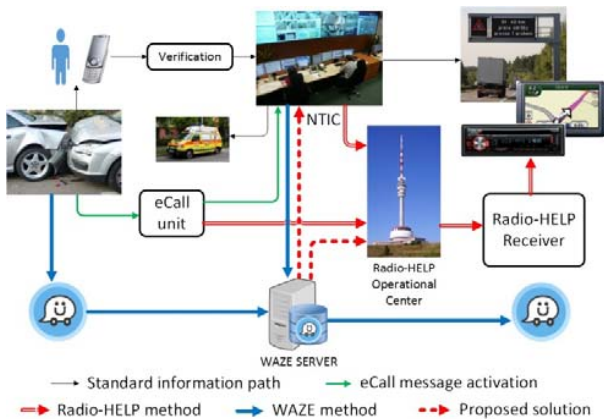 Verification
NTIC
eCall
unit
Radio-HELP
Operational
Center
Radio-HELP
Receiver
WAZE SERVER
Standard information path
eCall message activation
Radio-HELP method
WAZE method
Proposed solution